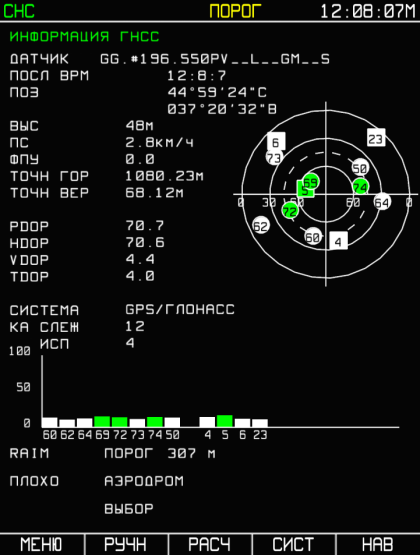 СНС ПОРОГ 12:08:07М
ИНФОРМАЦИЯ ГНСС
ДАТЧИК GG.#196.550PV__L__GM__S
ПОСЛ ВРМ 12:8:7
ПОЗ 44°59'24"С
037°20'32"В
ВЫС 48м
ПС 2.8км/ч
ФПУ 0.0
ТОЧН ГОР 1080.23м
ТОЧН ВЕР 68.12м
6 23
73 50
69
5 74
0 30 60 60 30 0
72 64
62
60 4
PDOP 70.7
HDOP 70.6
VDOP 4.4
TDOP 4.0
СИСТЕМА GPS/ГЛОНАСС
КА СЛЕЖ 12
ИСП 4
100
50
0
60 62 64 69 72 73 74 50 4 5 6 23
RAIM ПОРОГ 307 м
ПЛОХО АЭРОДРОМ
ВЫБОР
МЕНЮ РУЧН РАСЧ СИСТ НАВ